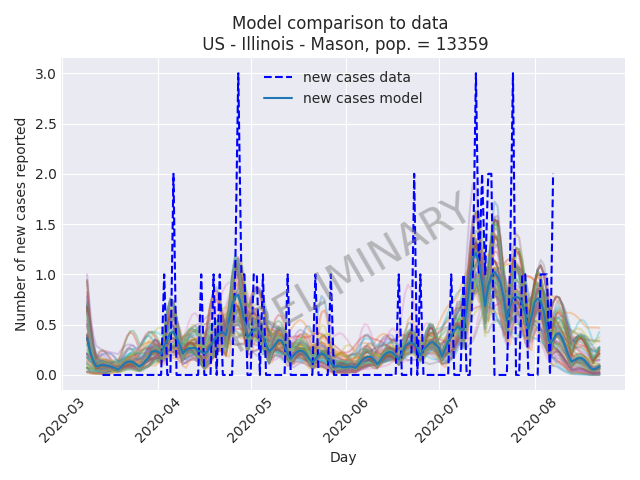 Model comparison to data
US - Illinois - Mason, pop. = 13359
new cases data
new cases model
PRELIMINARY
Number of new cases reported
3.0
2.5
2.0
1.5
1.0
0.5
0.0
2020-03
2020-04
2020-05
2020-06
2020-07
2020-08
Day